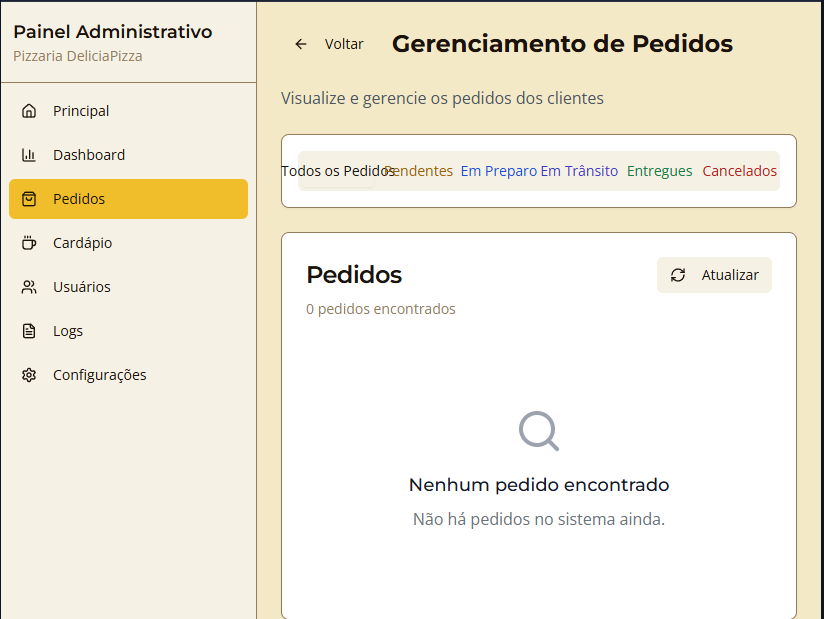 Painel Administrativo
Pizzaria DeliciaPizza
Principal
Dashboard
Pedidos
Cardápio
Usuários
Logs
Configurações
Voltar
Gerenciamento de Pedidos
Visualize e gerencie os pedidos dos clientes
Todos os Pedidos Pendentes Em Preparo Em Trânsito Entregues Cancelados
Pedidos
Atualizar
0 pedidos encontrados
Nenhum pedido encontrado
Não há pedidos no sistema ainda.